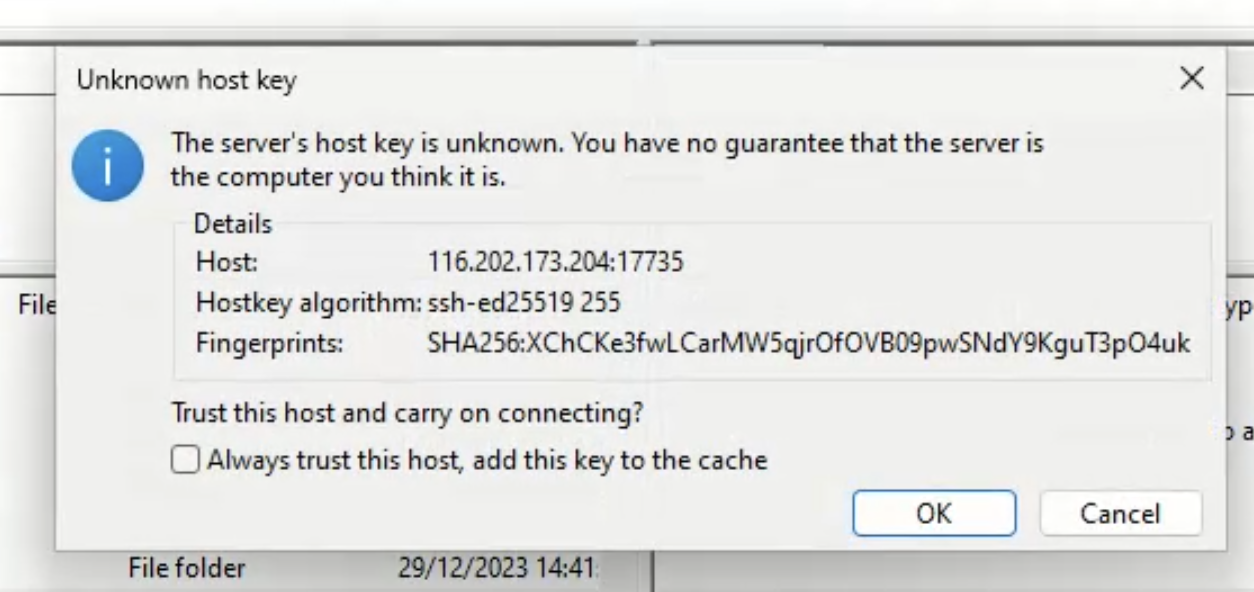 Unknown host key
The server's host key is unknown. You have no guarantee that the server is
the computer you think it is.
Details
Host: 116.202.173.204:17735
Hostkey algorithm: ssh-ed25519 255
Fingerprints: SHA256:XChCKe3fwLCarMW5qjrOfOVB09pwSNdY9KguT3pO4uk
File
Trust this host and carry on connecting?
Always trust this host, add this key to the cache
OK Cancel
File folder 29/12/2023 14:41